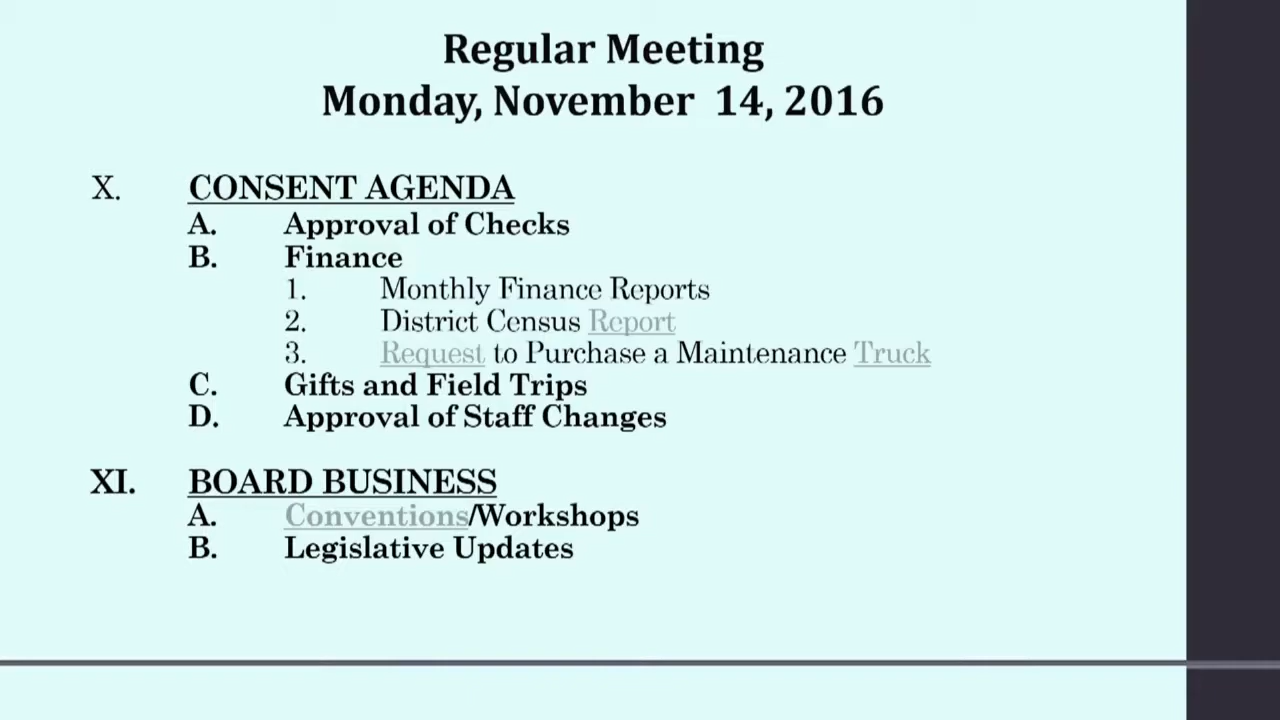 Regular Meeting
Monday, November 14, 2016
X. CONSENT AGENDA
A. Approval of Checks
B. Finance
1. Monthly Finance Reports
2. District Census Report
3. Request to Purchase a Maintenance Truck
C. Gifts and Field Trips
D. Approval of Staff Changes
XI. BOARD BUSINESS
A. Conventions/Workshops
B. Legislative Updates